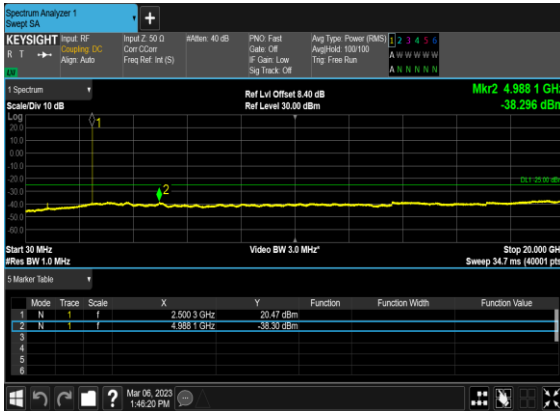 Spectrum Analyzer 1
Swept SA
+
KEYSIGHT
R T
Input: RF
Coupling: DC
Align: Auto
Input Z: 50 Ω
Corr CCorr
Freq Ref: Int (S)
#Atten: 40 dB
PNO: Fast
Gate: Off
IF Gain: Low
Sig Track: Off
Avg Type: Power (RMS)
Avg|Hold: 100/100
Trig: Free Run
1 2 3 4 5 6
A W W W W W
A N N N N N
1 Spectrum
Scale/Div 10 dB
Ref Lvl Offset 8.40 dB
Ref Level 30.00 dBm
Mkr2 4.988 1 GHz
-38.296 dBm
Log
20.0
10.0
0.00
-10.0
-20.0
-30.0
-40.0
-50.0
-60.0
1
2
DL1 -25.00 dBm
Start 30 MHz
#Res BW 1.0 MHz
Video BW 3.0 MHz*
Stop 20.000 GHz
Sweep 34.7 ms (40001 pts)
5 Marker Table
Mode Trace Scale X Y Function Function Width Function Value
1 N 1 f 2.500 3 GHz 20.47 dBm
2 N 1 f 4.988 1 GHz -38.30 dBm
3
4
5
6
?
Mar 06, 2023
1:46:20 PM